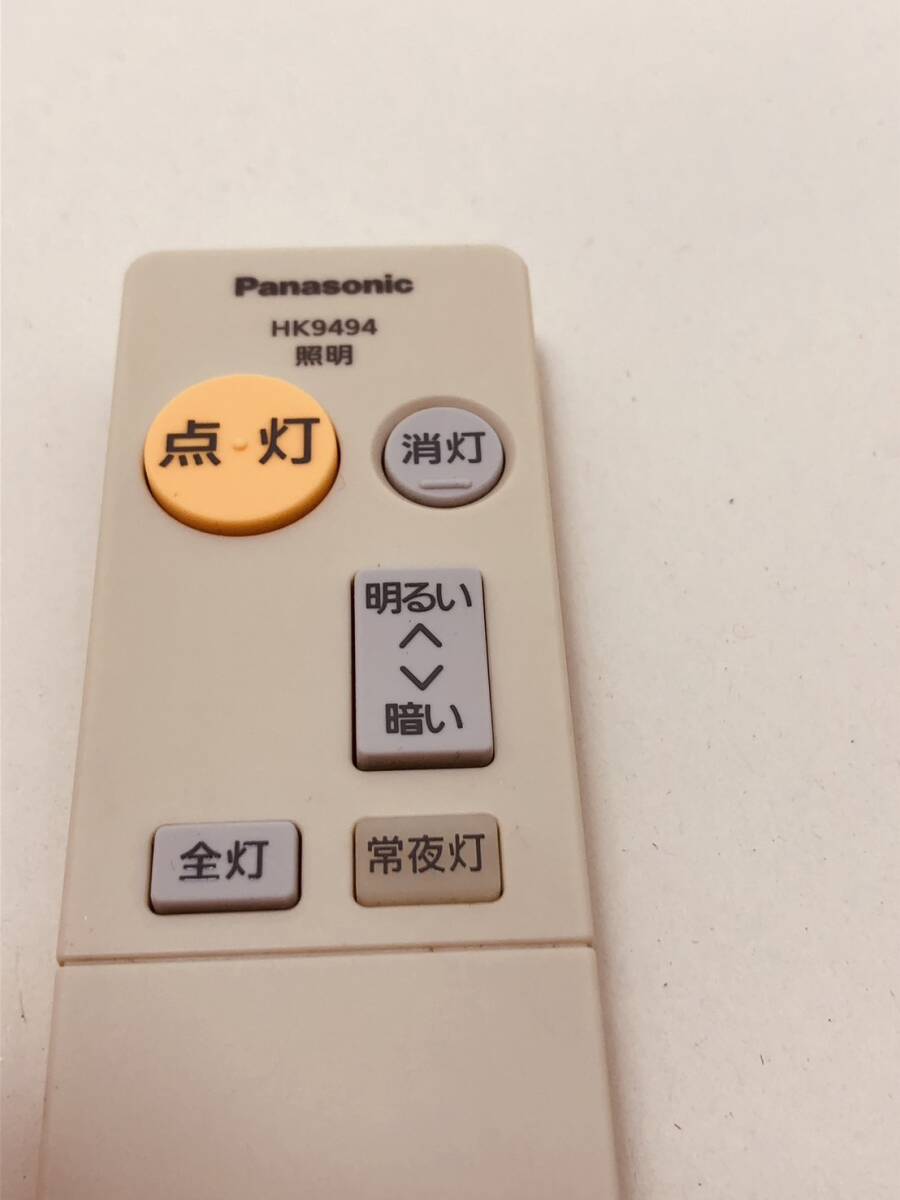 Panasonic
HK9494
照明
点灯
消灯
明るい
暗い
全灯
常夜灯